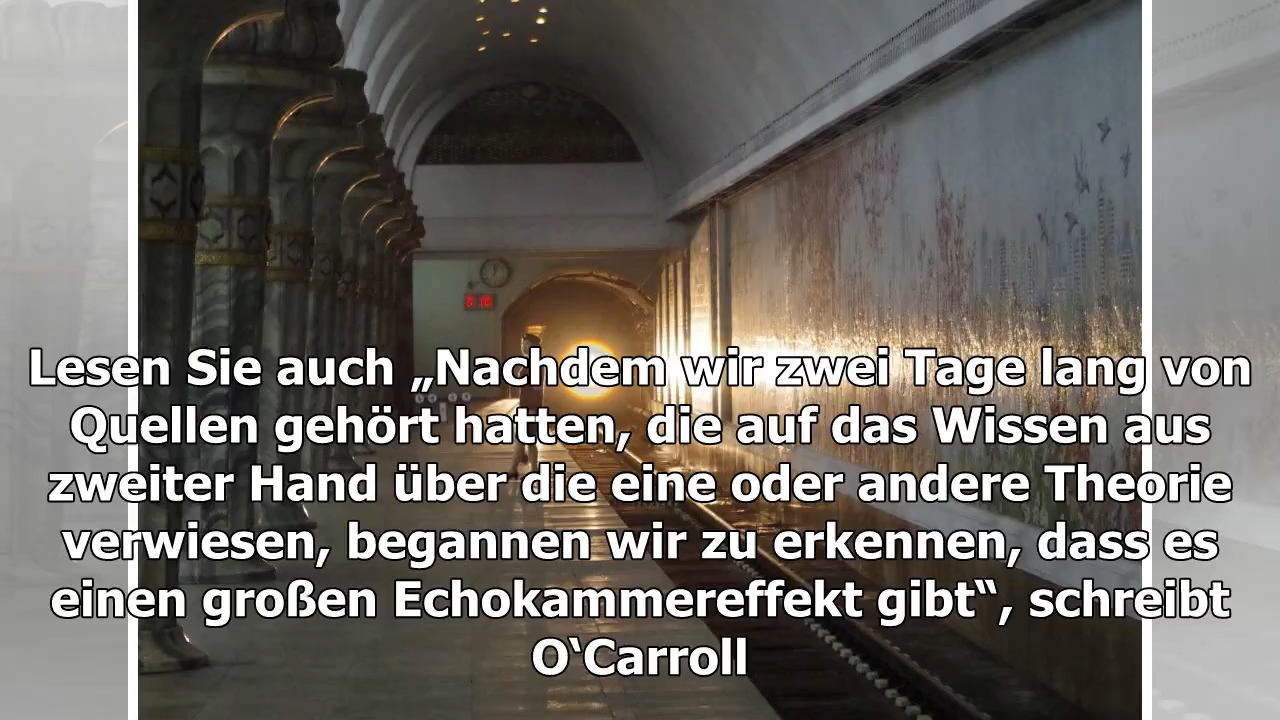 Lesen Sie auch „Nachdem wir zwei Tage lang von
Quellen gehört hatten, die auf das Wissen aus
zweiter Hand über die eine oder andere Theorie
verwiesen, begannen wir zu erkennen, dass es
einen großen Echokammereffekt gibt“, schreibt
O‘Carroll